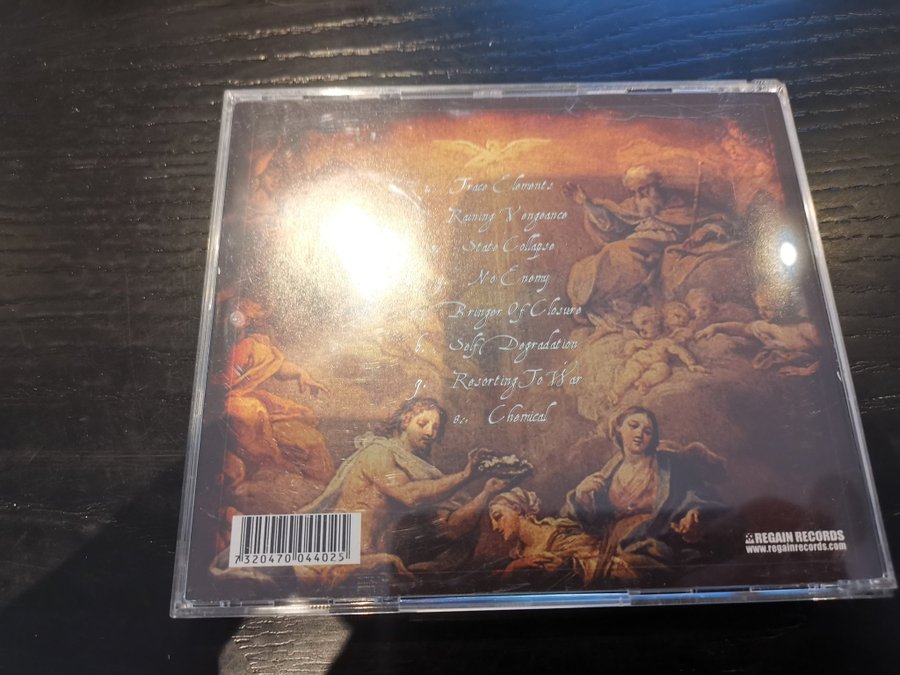 1. Trace Elements
Raining Vengeance
State Collapse
No Enemy
Bringer Of Closure
6. Self Degradation
7. Resorting To War
8. Chemical
7320470044025
REGAIN RECORDS
www.regainrecords.com